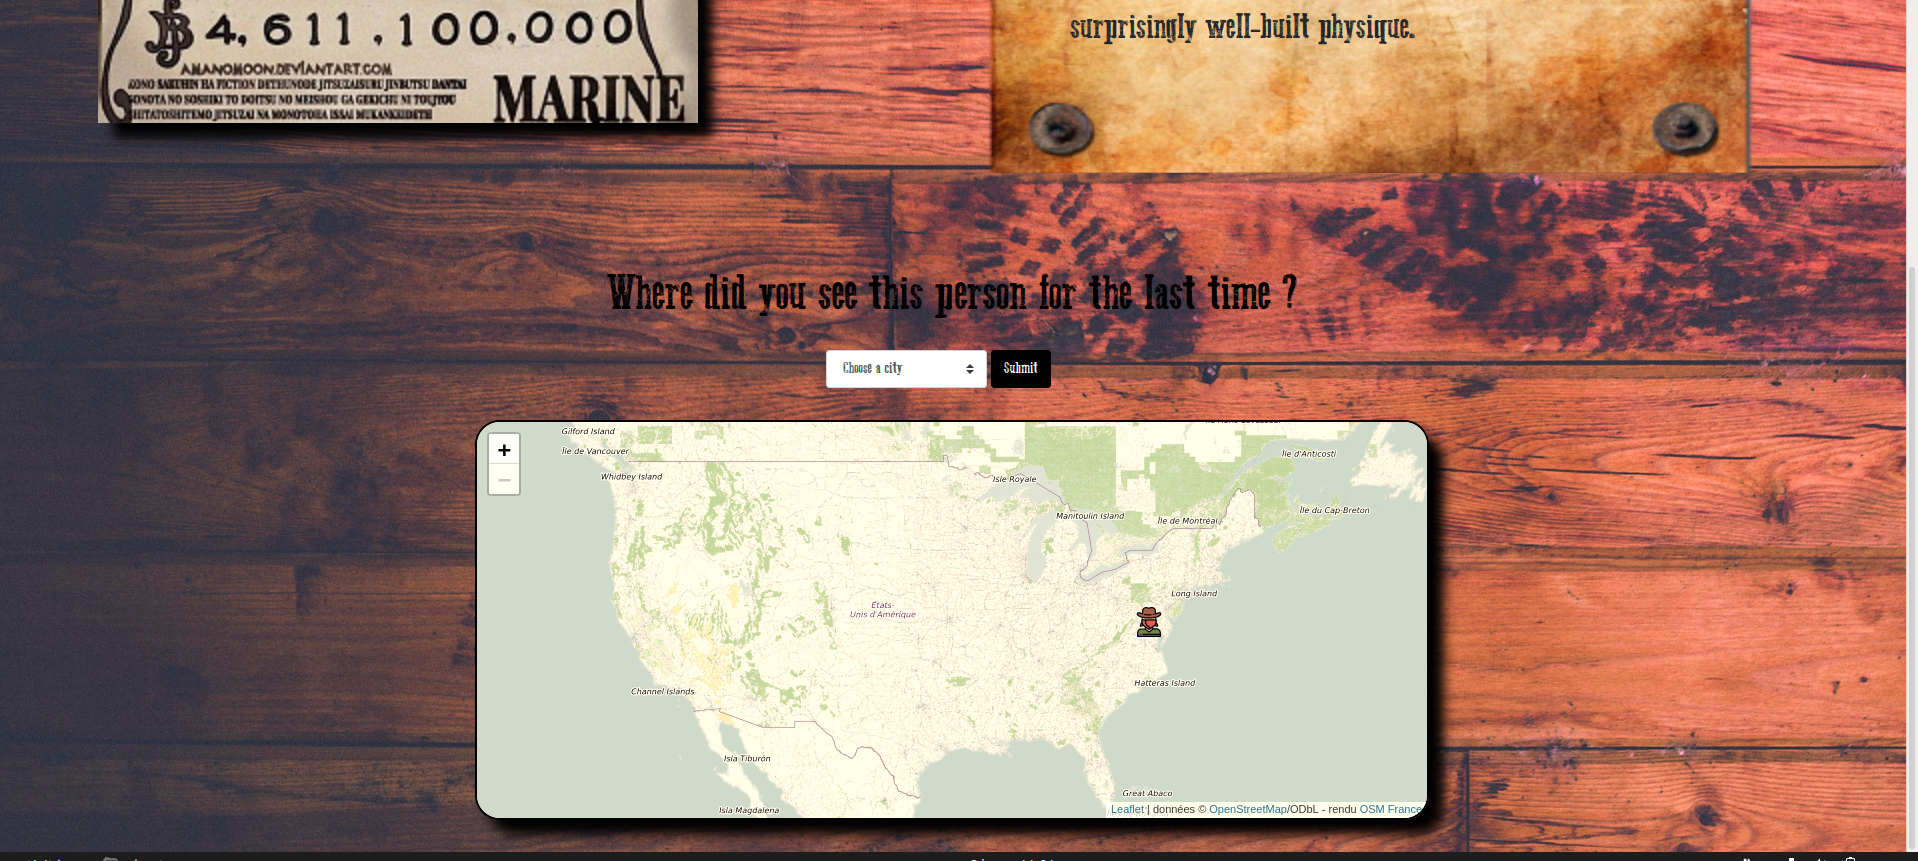 4,611,100,000
AMANOMOON.DEVIANTART.COM
KONO SAKUHIN HA FICTION DETHUNODE JITSUZAISURU JINBUTSU DANTAI
SONOTA NO SOSHIKI TO DOITSU NO MEISHOU GA GEKICHU NI TOUJYOU
SHITATOSHITEMO JITSUZAI NA MONOTOHA ISSAI MUKANKEIDETH
MARINE
surprisingly well-built physique.
Where did you see this person for the last time ?
Choose a city
Submit
+
−
Gilford Island
Île de Vancouver
Whidbey Island
Isle Royale
Île d'Anticosti
Manitoulin Island
Île de Montréal
Île du Cap-Breton
Long Island
États-
Unis d'Amérique
Channel Islands
Hatteras Island
Isla Tiburón
Great Abaco
Isla Magdalena
Leaflet | données © OpenStreetMap/ODbL - rendu OSM France